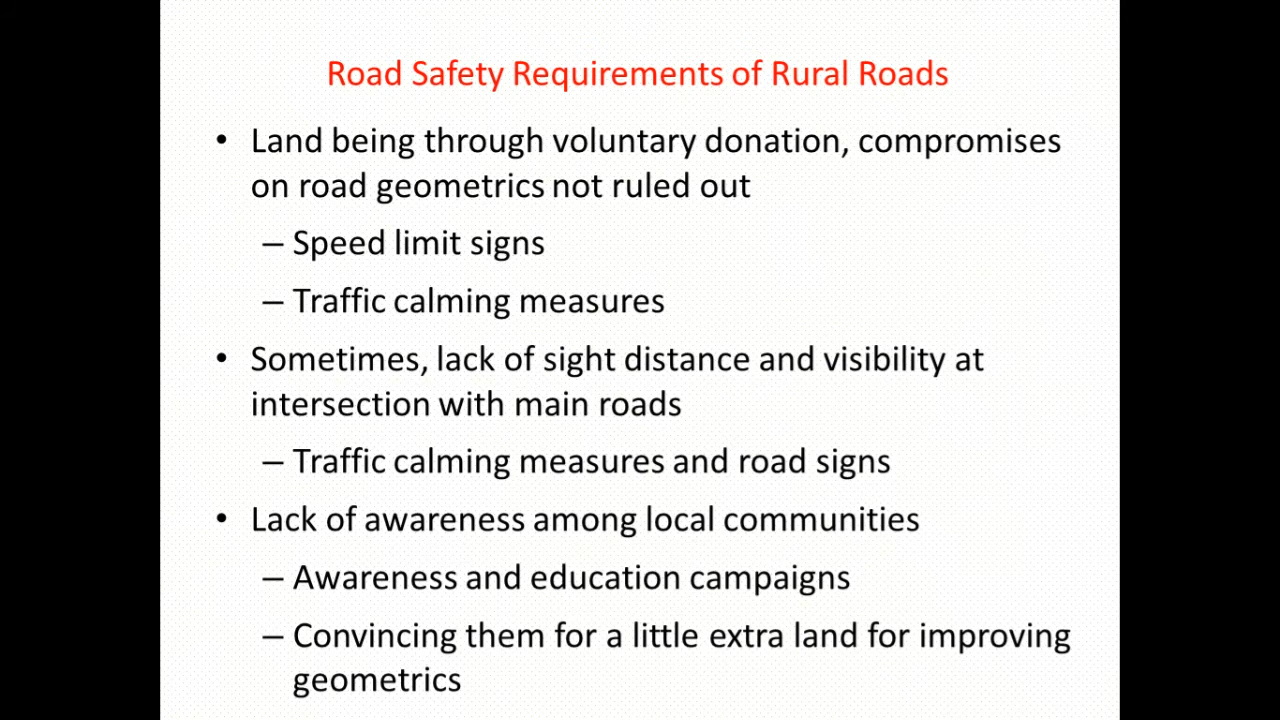 Road Safety Requirements of Rural Roads
• Land being through voluntary donation, compromises
on road geometrics not ruled out
– Speed limit signs
– Traffic calming measures
• Sometimes, lack of sight distance and visibility at
intersection with main roads
– Traffic calming measures and road signs
• Lack of awareness among local communities
– Awareness and education campaigns
– Convincing them for a little extra land for improving
geometrics